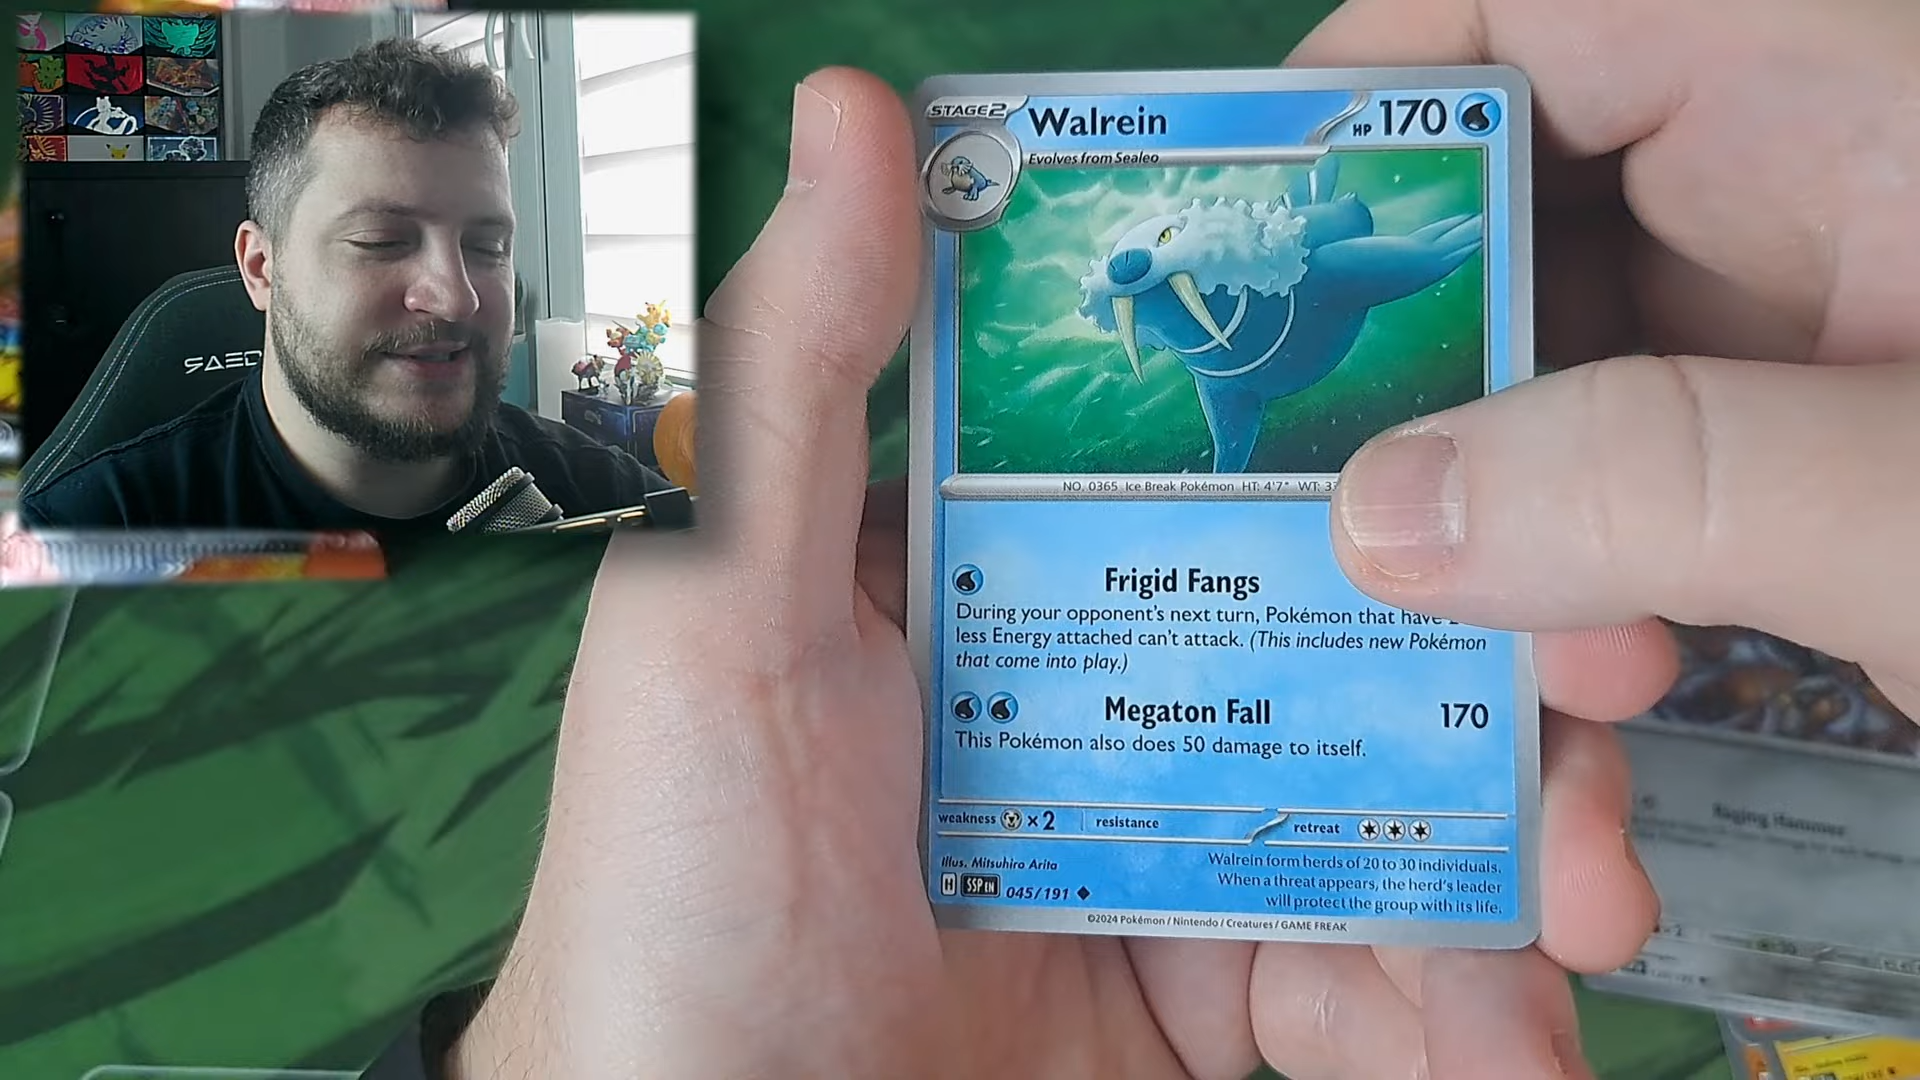 SAED
STAGE2
Walrein
HP 170
Evolves from Sealeo
NO. 0365 Ice Break Pokémon HT: 4'7" WT:
Frigid Fangs
During your opponent's next turn, Pokémon that have
less Energy attached can't attack. (This includes new Pokémon
that come into play.)
Megaton Fall 170
This Pokémon also does 50 damage to itself.
weakness ×2 resistance retreat
Illus. Mitsuhiro Arita
H SSP EN 045/191
Walrein form herds of 20 to 30 individuals.
When a threat appears, the herd's leader
will protect the group with its life.
©2024 Pokémon / Nintendo / Creatures / GAME FREAK
Raging Hammer